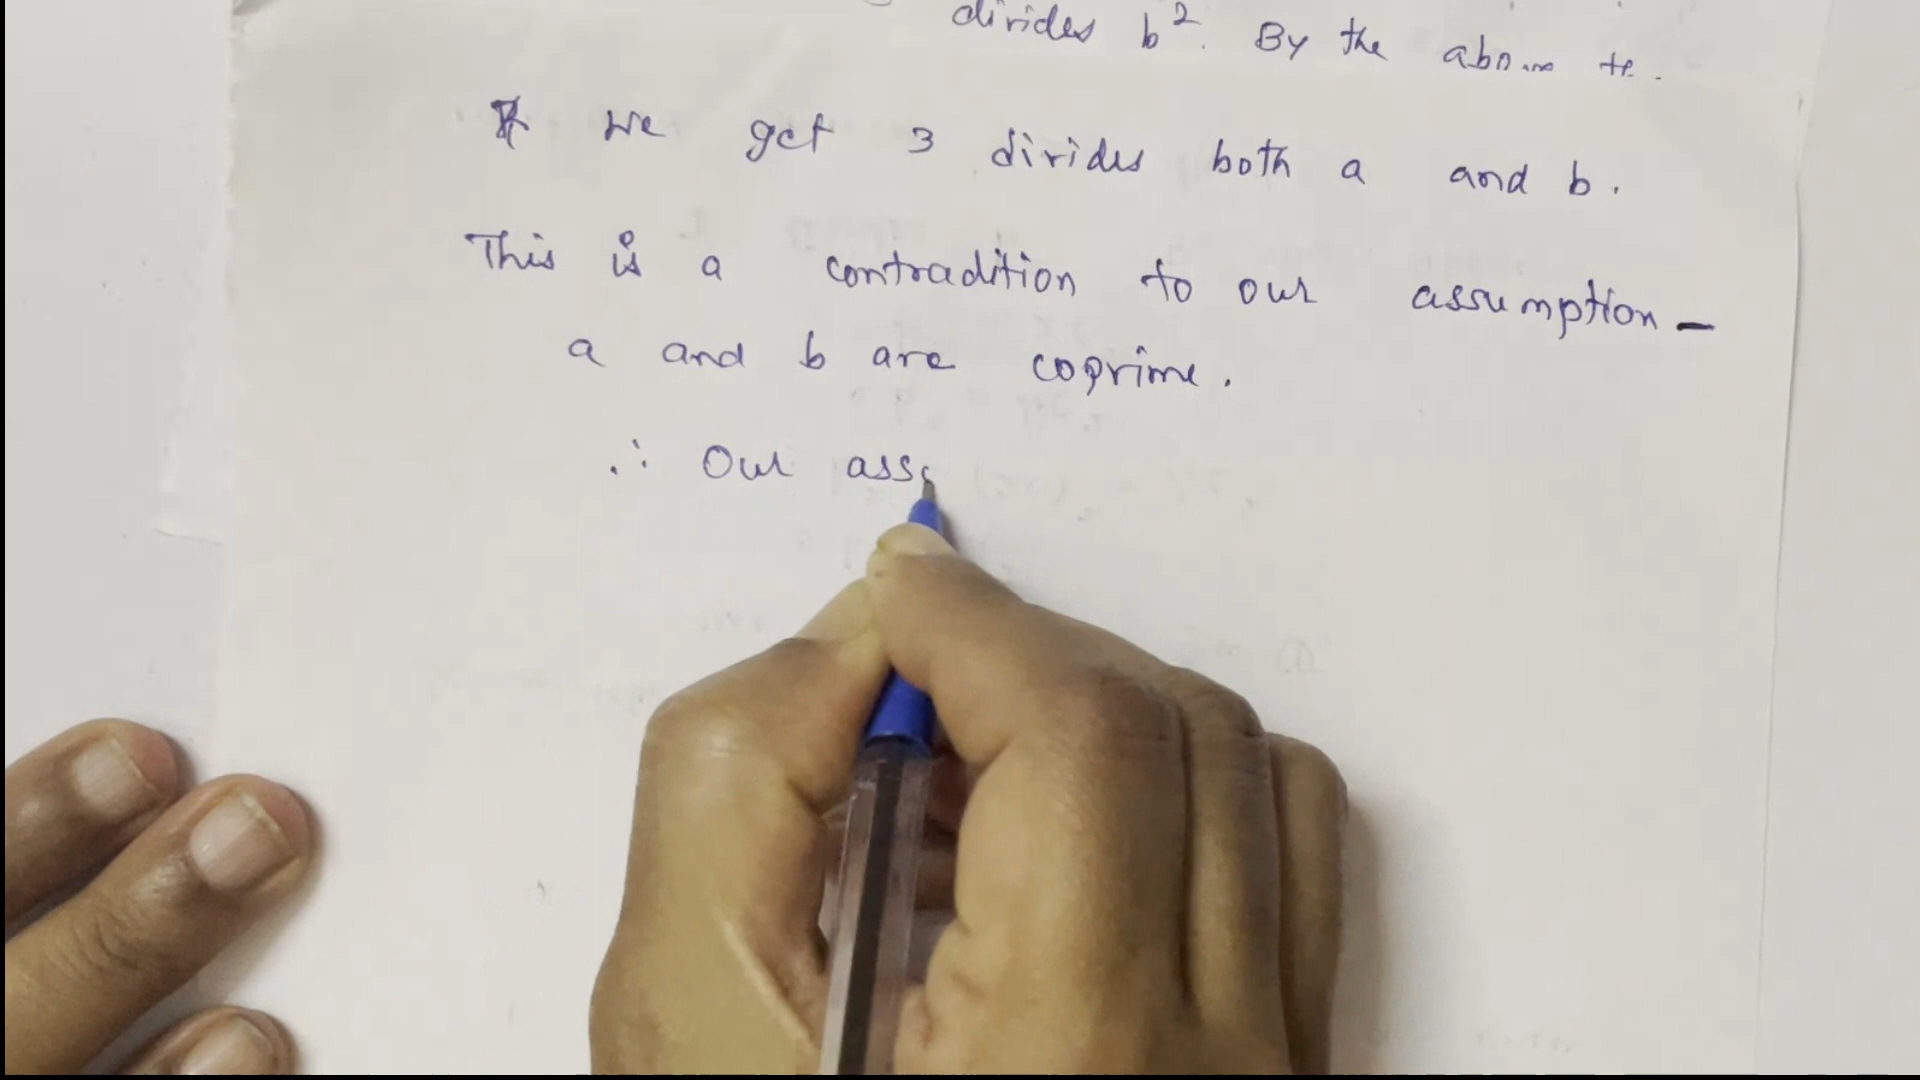 divides b². By the
we get 3 divides both a and b.
This is a contradition to our assumption -
a and b are coprime.
∴ Our ass